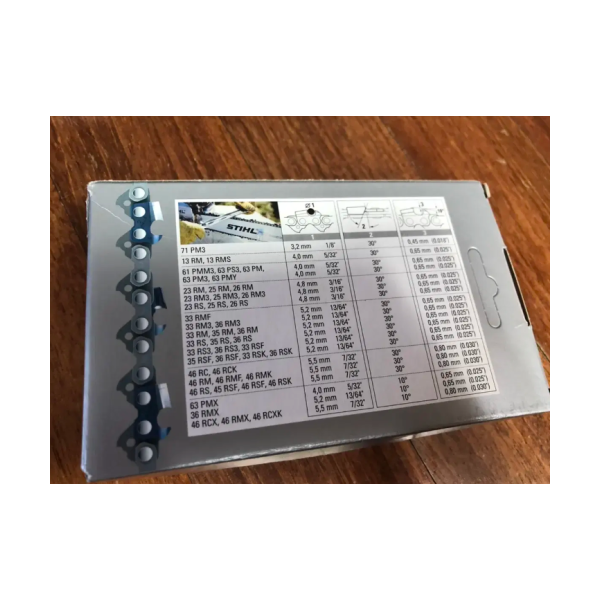 STIHL
1
1 2 3
71 PM3 3,2 mm 1/8" 30° 0,45 mm (0.018")
13 RM, 13 RMS 4,0 mm 5/32" 30° 0,65 mm (0.025")
61 PMM3, 63 PS3, 63 PM, 4,0 mm 5/32" 30° 0,65 mm (0.025")
63 PM3, 63 PMY 4,0 mm 5/32" 30° 0,65 mm (0.025")
23 RM, 25 RM, 26 RM 4,8 mm 3/16" 30° 0,65 mm (0.025")
23 RM3, 25 RM3, 26 RM3 4,8 mm 3/16" 30° 0,65 mm (0.025")
23 RS, 25 RS, 26 RS 4,8 mm 3/16" 30° 0,65 mm (0.025")
33 RMF 5,2 mm 13/64" 30° 0,65 mm (0.025")
33 RM3, 36 RM3 5,2 mm 13/64" 30° 0,65 mm (0.025")
33 RM, 35 RM, 36 RM 5,2 mm 13/64" 30° 0,65 mm (0.025")
33 RS, 35 RS, 36 RS 5,2 mm 13/64" 30° 0,65 mm (0.025")
33 RS3, 36 RS3, 33 RSF 5,2 mm 13/64" 30° 0,65 mm (0.025")
35 RSF, 36 RSF, 33 RSK, 36 RSK 5,2 mm 13/64" 30° 0,65 mm (0.025")
46 RC, 46 RCK 5,5 mm 7/32" 30° 0,80 mm (0.030")
46 RM, 46 RMF, 46 RMK 5,5 mm 7/32" 30° 0,65 mm (0.025")
46 RS, 45 RSF, 46 RSF, 46 RSK 5,5 mm 7/32" 30° 0,80 mm (0.030")
63 PMX 4,0 mm 5/32" 10° 0,65 mm (0.025")
36 RMX 5,2 mm 13/64" 10° 0,65 mm (0.025")
46 RCX, 46 RMX, 46 RCXK 5,5 mm 7/32" 10° 0,80 mm (0.030")